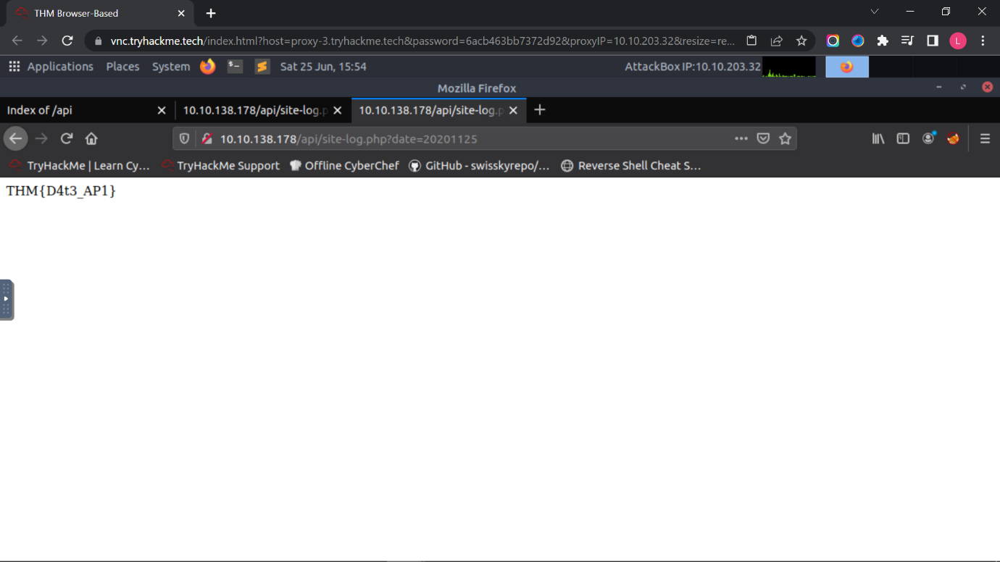 THM Browser-Based
vnc.tryhackme.tech/index.html?host=proxy-3.tryhackme.tech&password=6acb463bb7372d92&proxyIP=10.10.203.32&resize=re... L
Applications Places System $- S Sat 25 Jun, 15:54 AttackBox IP:10.10.203.32
Mozilla Firefox
Index of /api 10.10.138.178/api/site-log.p 10.10.138.178/api/site-log.p
10.10.138.178/api/site-log.php?date=20201125
TryHackMe | Learn Cy... TryHackMe Support Offline CyberChef GitHub - swisskyrepo/... Reverse Shell Cheat S...
THM{D4t3_AP1}